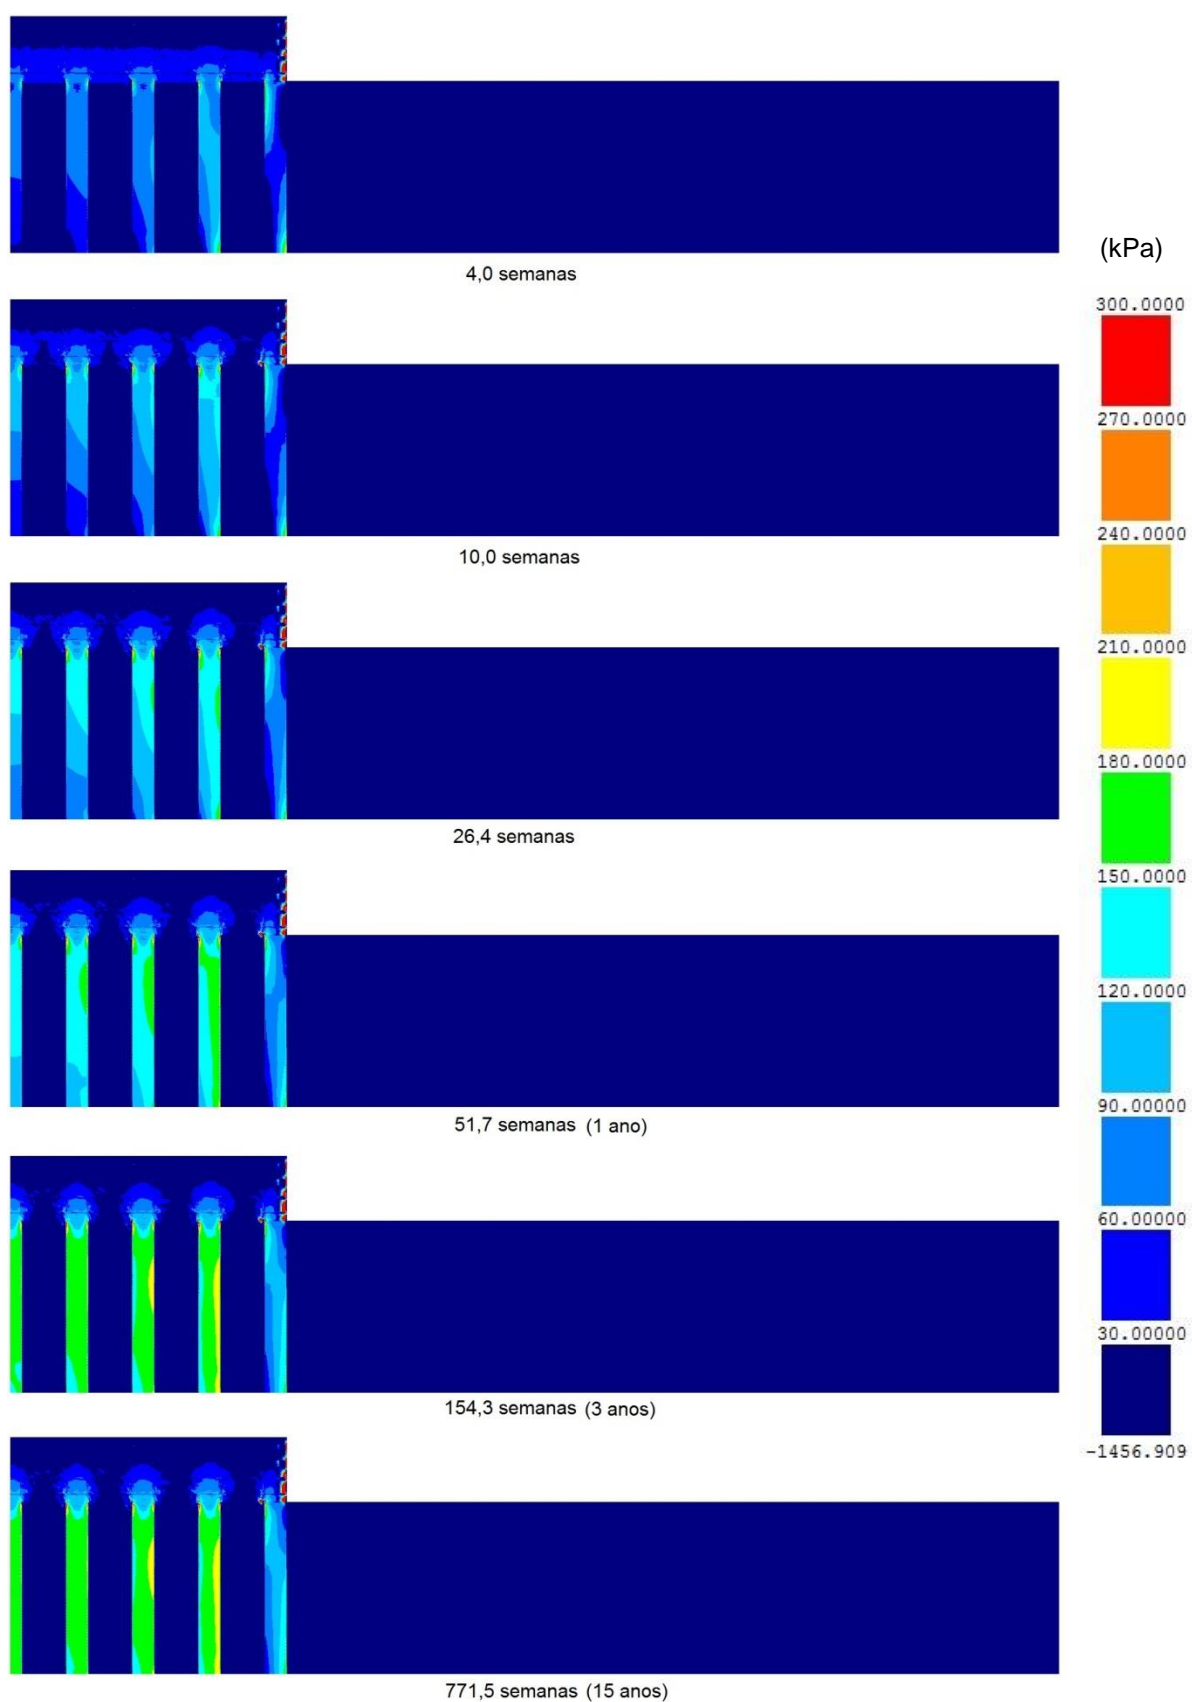 4,0 semanas
(kPa)
300.0000
10,0 semanas
270.0000
240.0000
210.0000
26,4 semanas
180.0000
150.0000
120.0000
51,7 semanas (1 ano)
90.00000
60.00000
30.00000
154,3 semanas (3 anos)
-1456.909
771,5 semanas (15 anos)